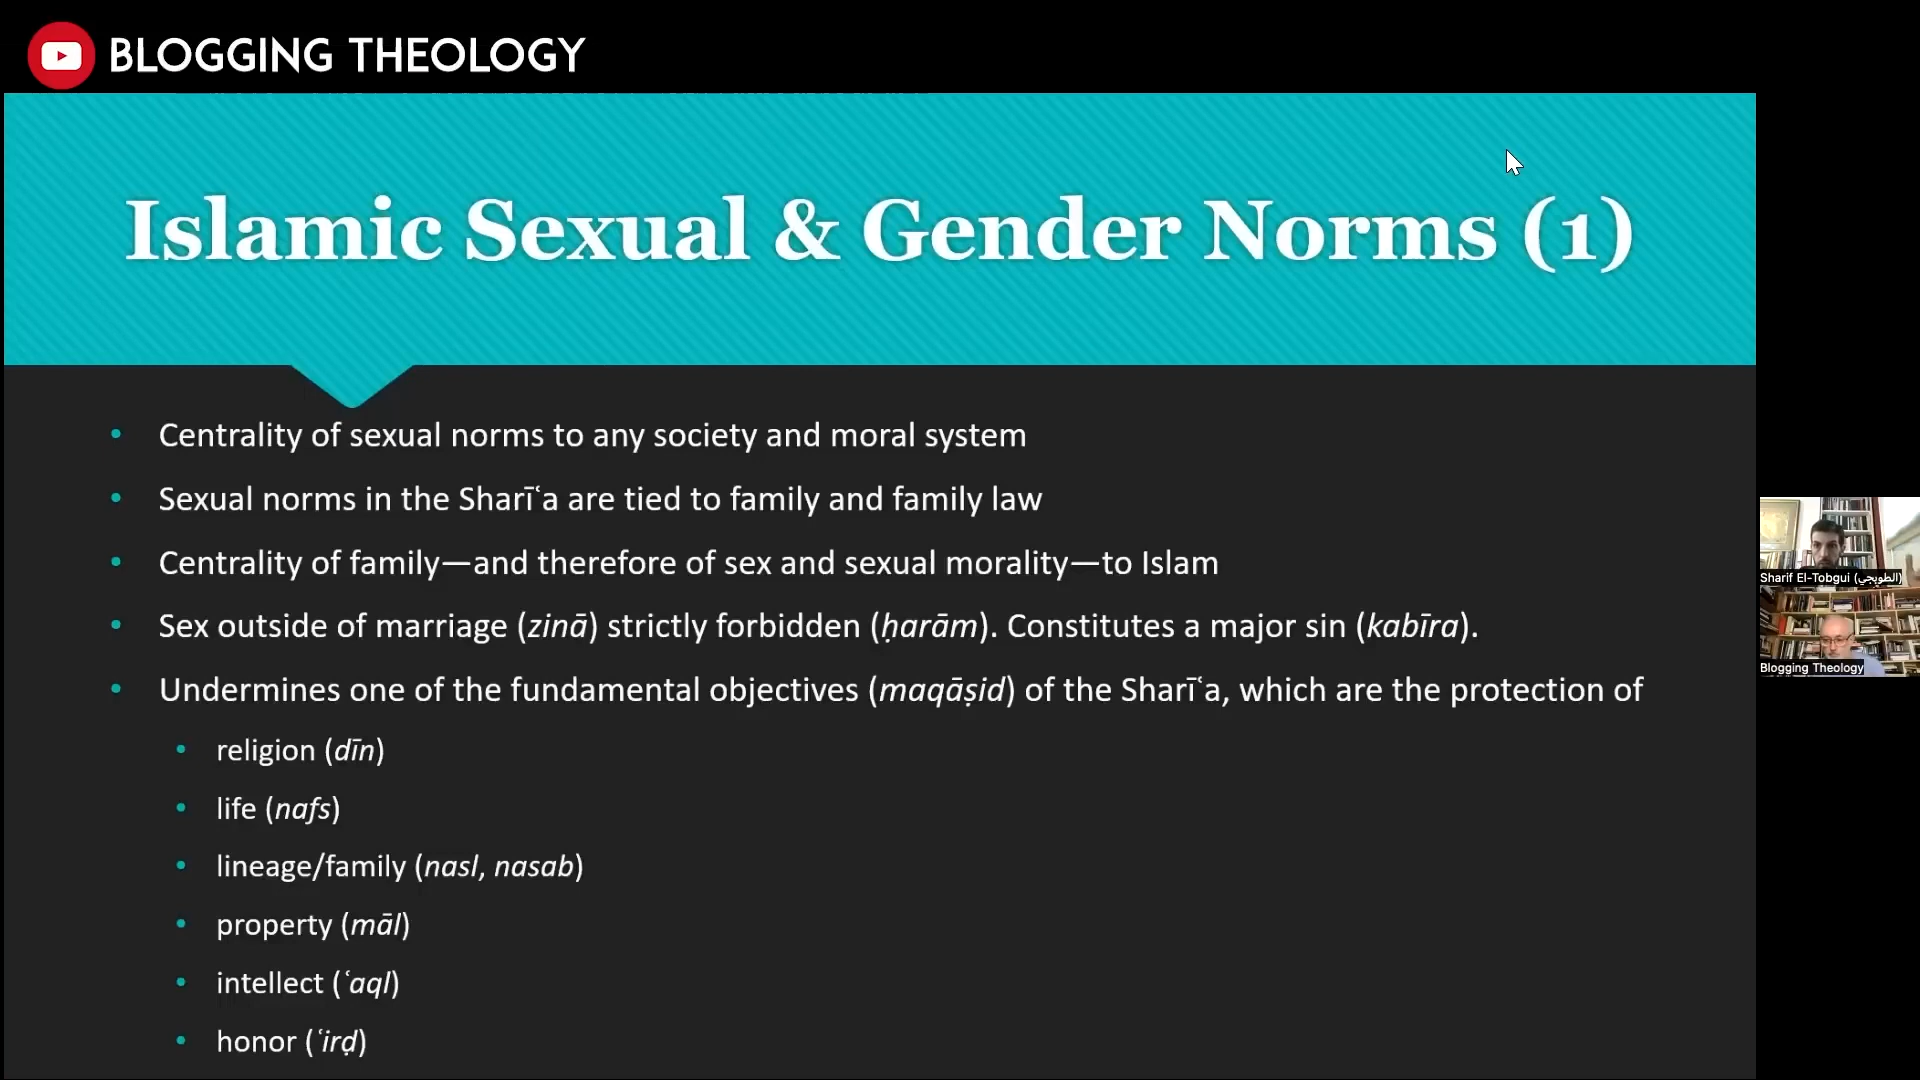 BLOGGING THEOLOGY
Islamic Sexual & Gender Norms (1)
• Centrality of sexual norms to any society and moral system
• Sexual norms in the Sharīʿa are tied to family and family law
• Centrality of family—and therefore of sex and sexual morality—to Islam
• Sex outside of marriage (zinā) strictly forbidden (ḥarām). Constitutes a major sin (kabīra).
• Undermines one of the fundamental objectives (maqāṣid) of the Sharīʿa, which are the protection of
• religion (dīn)
• life (nafs)
• lineage/family (nasl, nasab)
• property (māl)
• intellect (ʿaql)
• honor (ʿirḍ)
Sharif El-Tobgui (الطوبجي)
Blogging Theology